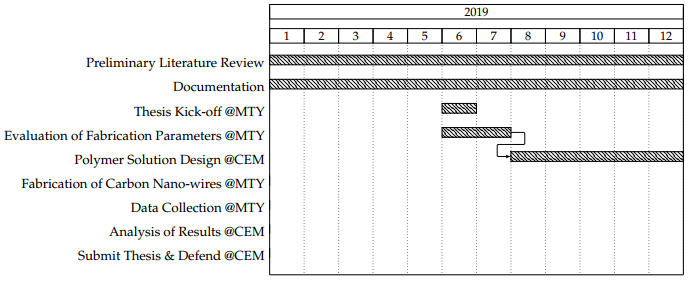 2019
1 2 3 4 5 6 7 8 9 10 11 12
Preliminary Literature Review
Documentation
Thesis Kick-off @MTY
Evaluation of Fabrication Parameters @MTY
Polymer Solution Design @CEM
Fabrication of Carbon Nano-wires @MTY
Data Collection @MTY
Analysis of Results @CEM
Submit Thesis & Defend @CEM